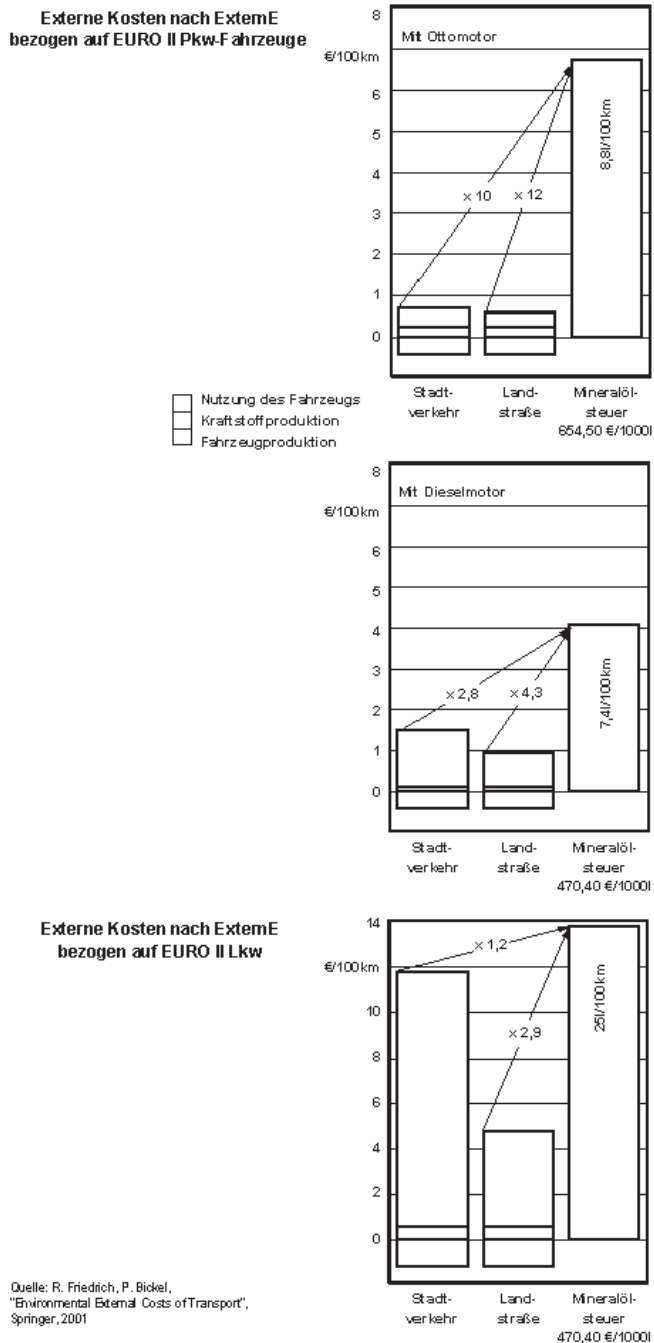 Externe Kosten nach ExternE
bezogen auf EURO II Pkw-Fahrzeuge
8
€/100km
6
5
4
3
2
1
0
Mit Ottomotor
× 10
× 12
8,8l/100km
Stadt-
verkehr
Land-
straße
Mineralöl-
steuer
654,50 €/1000l
Nutzung des Fahrzeugs
Kraftstoffproduktion
Fahrzeugproduktion
8
€/100km
6
5
4
3
2
1
0
Mit Dieselmotor
× 2,8
× 4,3
7,4l/100km
Stadt-
verkehr
Land-
straße
Mineralöl-
steuer
470,40 €/1000l
Externe Kosten nach ExternE
bezogen auf EURO II Lkw
14
€/100km
10
8
6
4
2
0
× 1,2
× 2,9
25l/100km
Stadt-
verkehr
Land-
straße
Mineralöl-
steuer
470,40 €/1000l
Quelle: R. Friedrich, P. Bickel,
"Environmental External Costs of Transport",
Springer, 2001